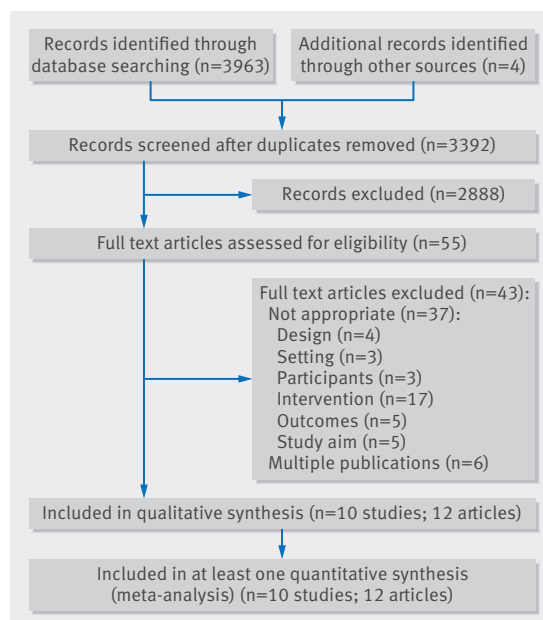 Records identified through
database searching (n=3963)
Additional records identified
through other sources (n=4)
Records screened after duplicates removed (n=3392)
Records excluded (n=2888)
Full text articles assessed for eligibility (n=55)
Full text articles excluded (n=43):
Not appropriate (n=37):
Design (n=4)
Setting (n=3)
Participants (n=3)
Intervention (n=17)
Outcomes (n=5)
Study aim (n=5)
Multiple publications (n=6)
Included in qualitative synthesis (n=10 studies; 12 articles)
Included in at least one quantitative synthesis
(meta-analysis) (n=10 studies; 12 articles)